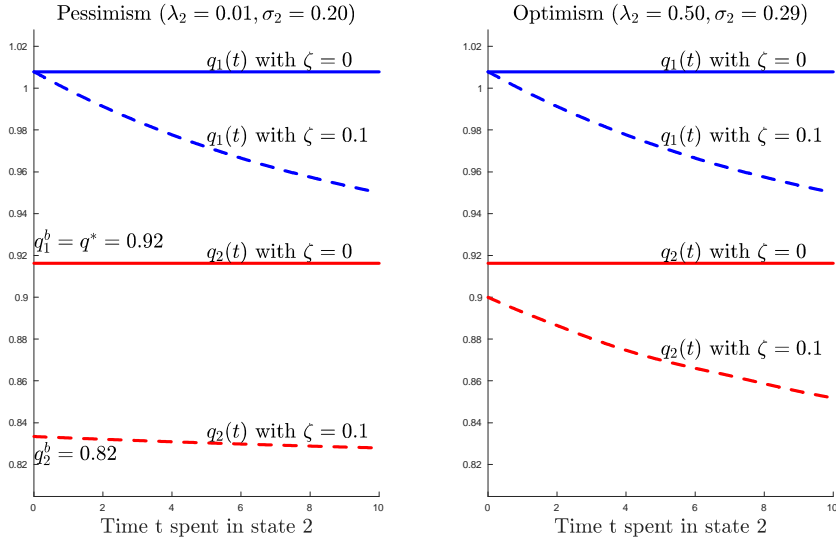 Pessimism (λ₂ = 0.01, σ₂ = 0.20)
1.02
1
0.98
0.96
0.94
0.92
0.9
0.88
0.86
0.84
0.82
q₁(t) with ζ = 0
q₁(t) with ζ = 0.1
q₁ᵇ = q* = 0.92
q₂(t) with ζ = 0
q₂(t) with ζ = 0.1
q₂ᵇ = 0.82
0 2 4 6 8 10
Time t spent in state 2
Optimism (λ₂ = 0.50, σ₂ = 0.29)
1.02
1
0.98
0.96
0.94
0.92
0.9
0.88
0.86
0.84
0.82
q₁(t) with ζ = 0
q₁(t) with ζ = 0.1
q₂(t) with ζ = 0
q₂(t) with ζ = 0.1
0 2 4 6 8 10
Time t spent in state 2